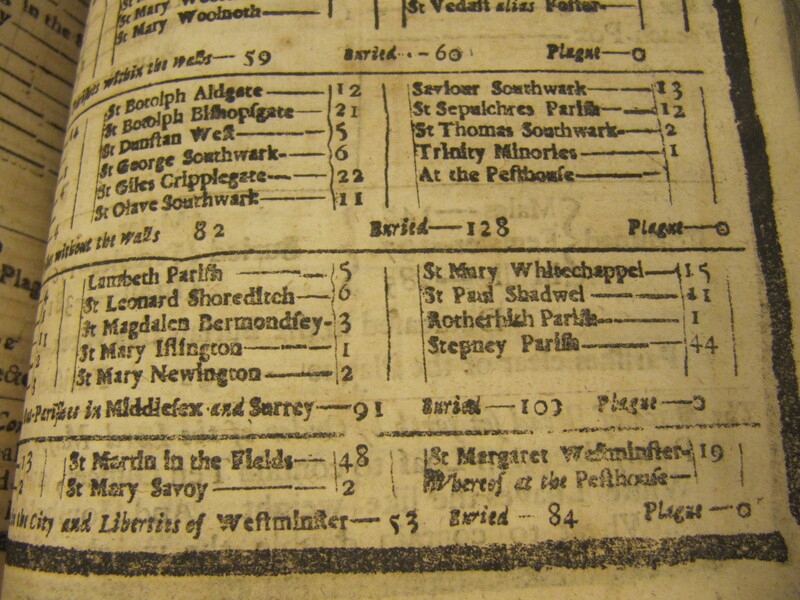 St Mary Woolnoth
St Vedast alias Foster
within the walls— 59 Buried— 60 Plague—0
St Botolph Aldgate— 12
St Botolph Bishopsgate— 21
St Dunstan West— 5
St George Southwark— 6
St Giles Cripplegate— 22
St Olave Southwark— 11
Saviour Southwark— 13
St Sepulchres Parish— 12
St Thomas Southwark— 2
Trinity Minories— 1
At the Pesthouse—
without the Walls 82 Buried—128 Plague—0
Lambeth Parish— 5
St Leonard Shoreditch— 6
St Magdalen Bermondsey- 3
St Mary Islington— 1
St Mary Newington— 2
St Mary Whitechappel— 15
St Paul Shadwel— 11
Rotherhith Parish— 1
Stepney Parish— 44
Parishes in Middlesex and Surrey—91 Buried—103 Plague—0
St Martin in the Fields— 48
St Mary Savoy— 2
St Margaret Westminster- 19
Whereof at the Pesthouse—
the City and Liberties of Westminster— 53 Buried— 84 Plague—0